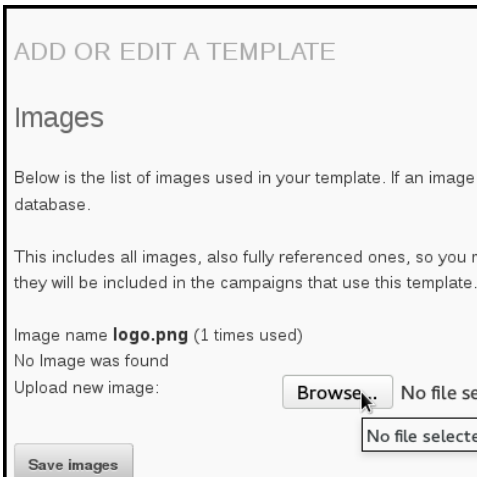 ADD OR EDIT A TEMPLATE
Images
Below is the list of images used in your template. If an image
database.
This includes all images, also fully referenced ones, so you
they will be included in the campaigns that use this template.
Image name logo.png (1 times used)
No Image was found
Upload new image:
Browse... No file
No file
Save images